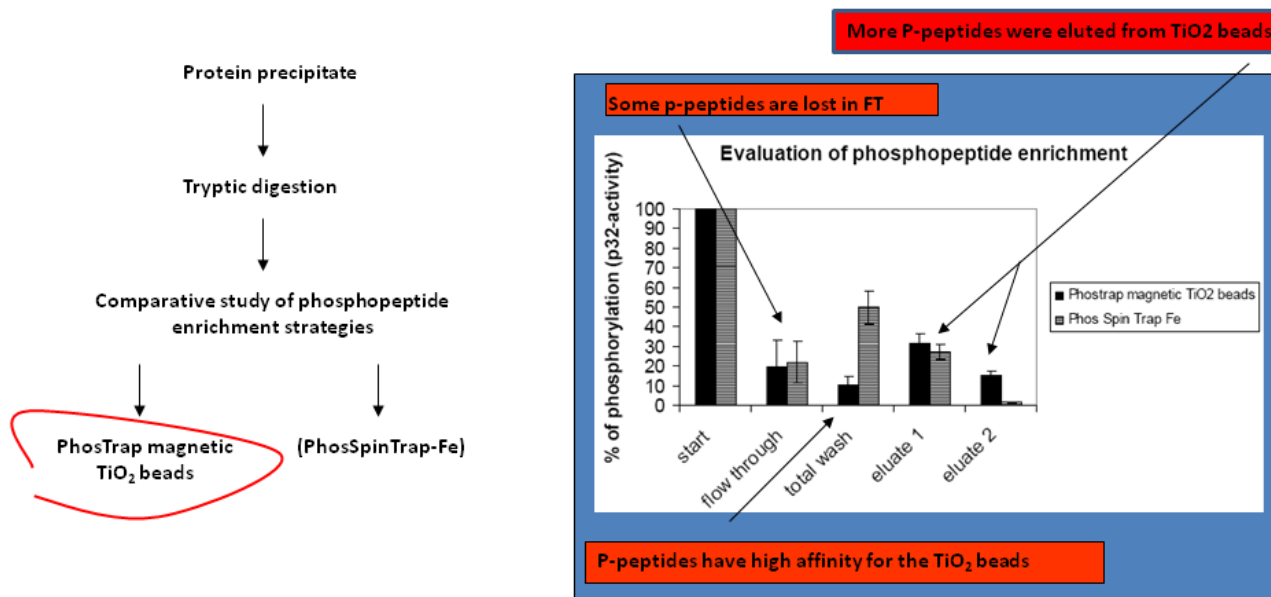 Protein precipitate
Tryptic digestion
Comparative study of phosphopeptide
enrichment strategies
PhosTrap magnetic
TiO₂ beads
(PhosSpinTrap-Fe)
More P-peptides were eluted from TiO2 beads
Some p-peptides are lost in FT
Evaluation of phosphopeptide enrichment
% of phosphorylation (p32-activity)
100
90
80
70
60
50
40
30
20
10
0
start
flow through
total wash
eluate 1
eluate 2
Phostrap magnetic TiO2 beads
Phos Spin Trap Fe
P-peptides have high affinity for the TiO₂ beads